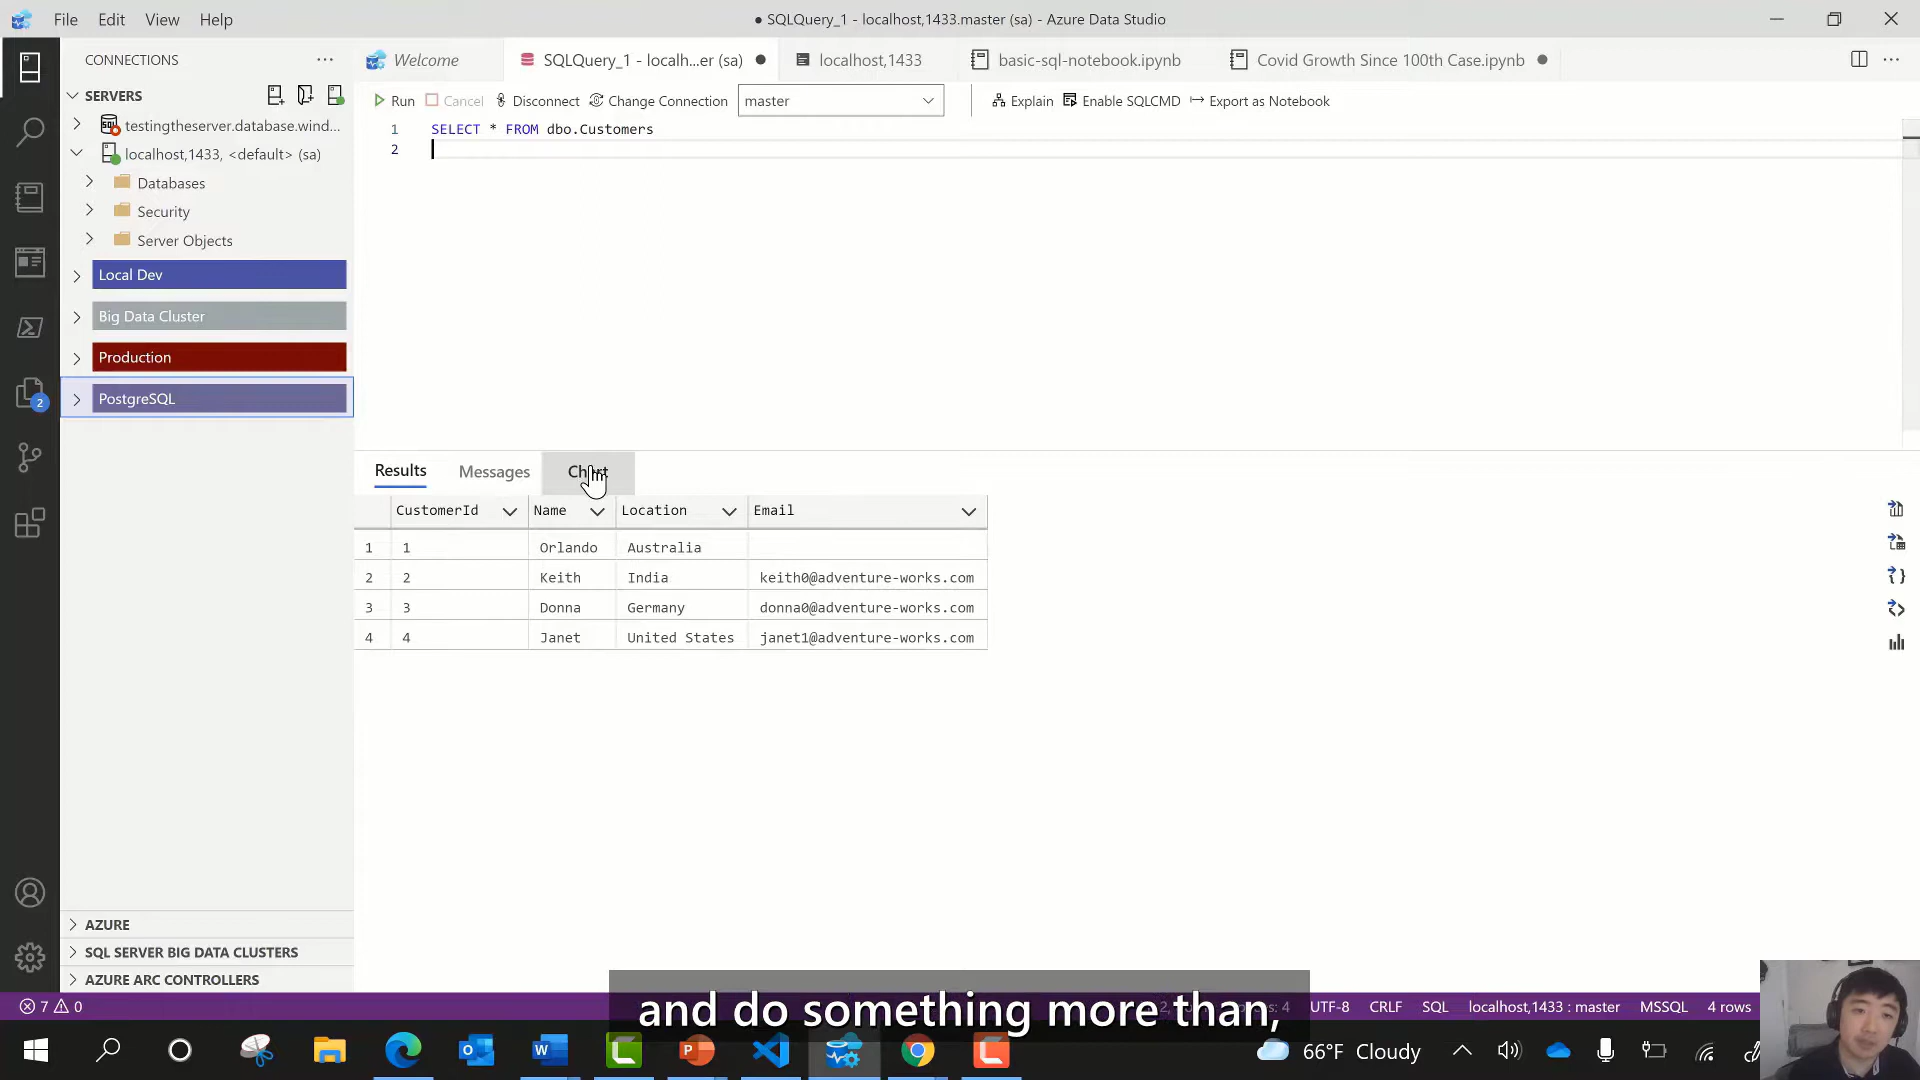 File Edit View Help
● SQLQuery_1 - localhost,1433.master (sa) - Azure Data Studio
CONNECTIONS
Welcome
SQLQuery_1 - localh...er (sa)
localhost,1433
basic-sql-notebook.ipynb
Covid Growth Since 100th Case.ipynb
SERVERS
Run Cancel Disconnect Change Connection master Explain Enable SQLCMD Export as Notebook
testingtheserver.database.wind...
localhost,1433, <default> (sa)
Databases
Security
Server Objects
Local Dev
Big Data Cluster
Production
PostgreSQL
1 SELECT * FROM dbo.Customers
2
Results Messages Chart
CustomerId Name Location Email
1 1 Orlando Australia
2 2 Keith India keith0@adventure-works.com
3 3 Donna Germany donna0@adventure-works.com
4 4 Janet United States janet1@adventure-works.com
2
AZURE
SQL SERVER BIG DATA CLUSTERS
AZURE ARC CONTROLLERS
7 0
UTF-8 CRLF SQL localhost,1433 : master MSSQL 4 rows
and do something more than,
66°F Cloudy